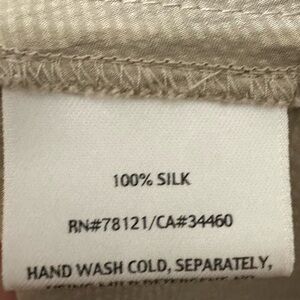 100% SILK
RN#78121/CA#34460
HAND WASH COLD, SEPARATELY,